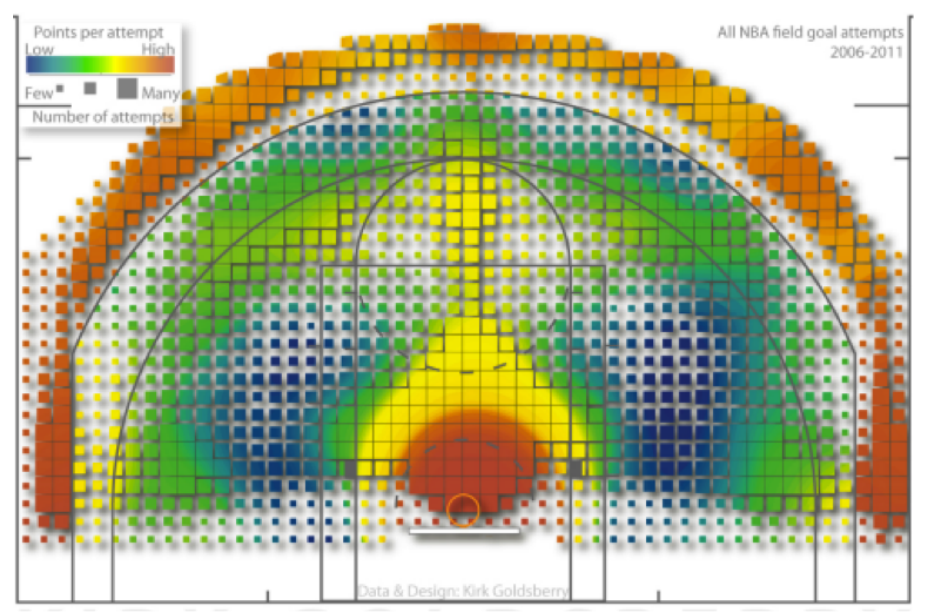 Points per attempt
Low High
Few Many
Number of attempts
All NBA field goal attempts
2006-2011
Data & Design: Kirk Goldsberry